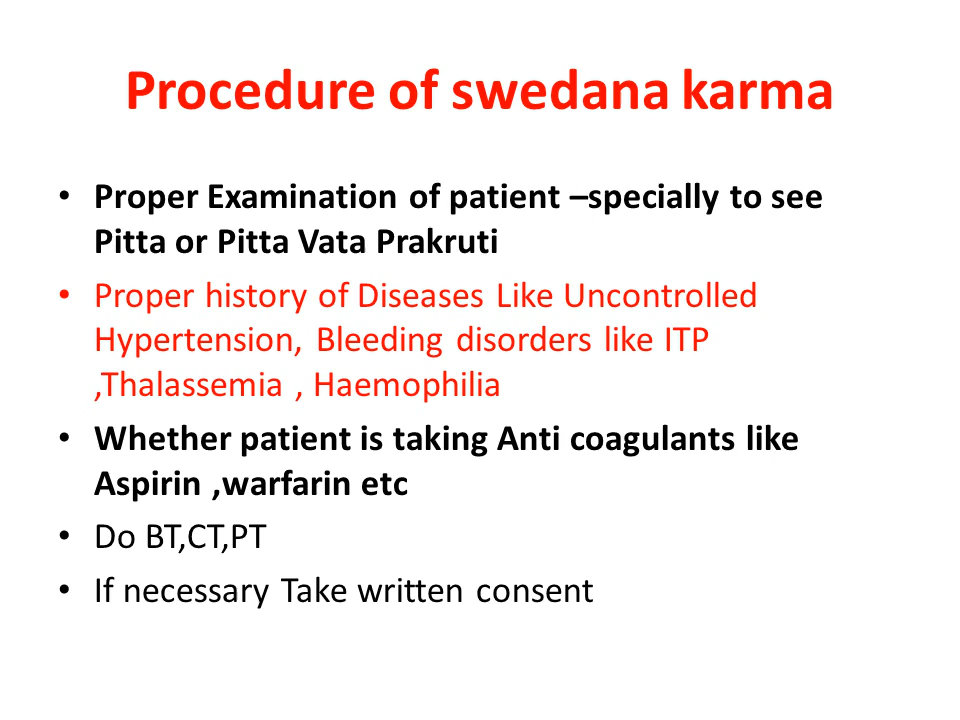 Procedure of swedana karma
• Proper Examination of patient –specially to see
Pitta or Pitta Vata Prakruti
• Proper history of Diseases Like Uncontrolled
Hypertension, Bleeding disorders like ITP
,Thalassemia , Haemophilia
• Whether patient is taking Anti coagulants like
Aspirin ,warfarin etc
• Do BT,CT,PT
• If necessary Take written consent